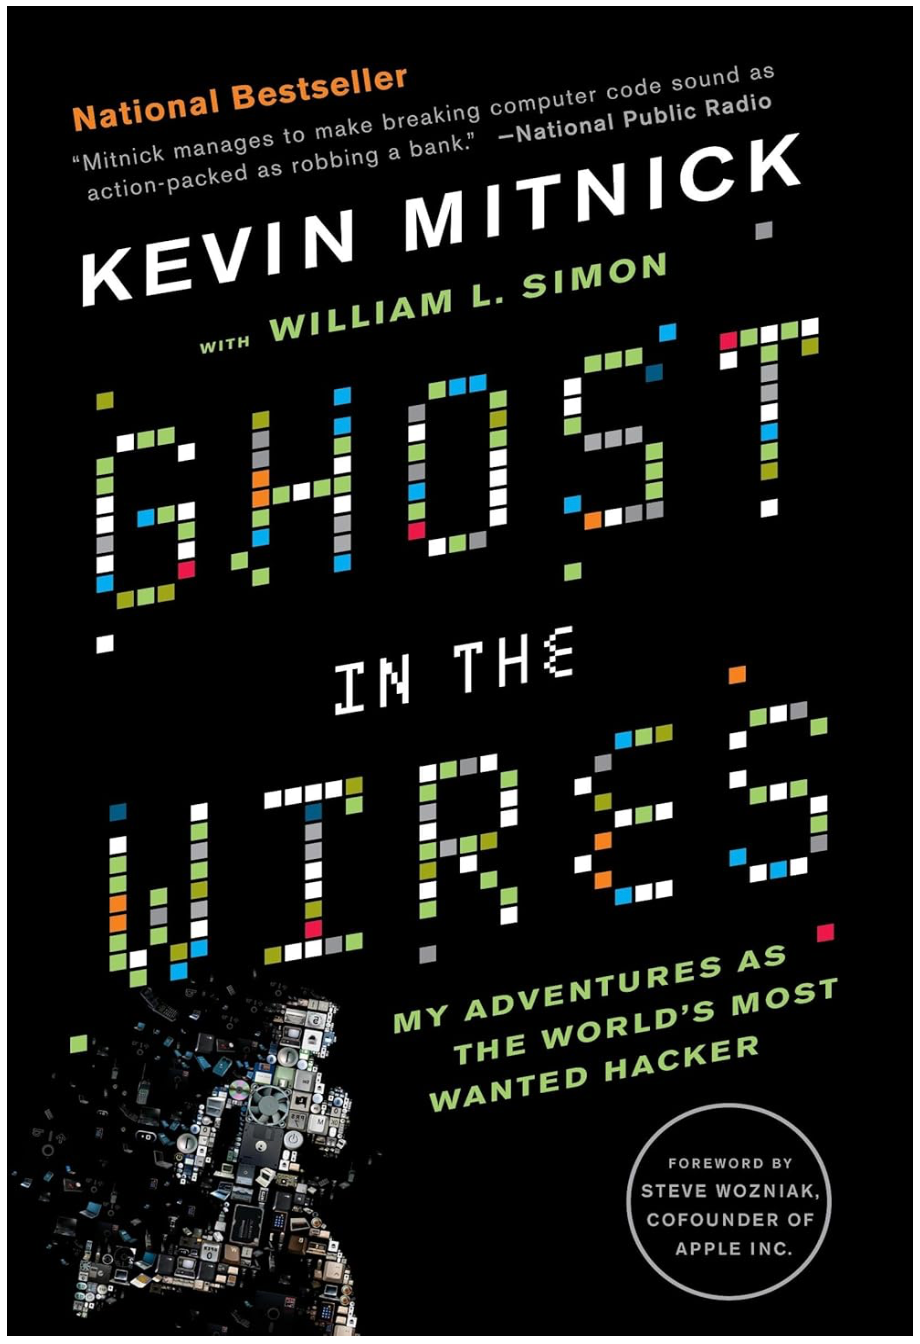 National Bestseller
“Mitnick manages to make breaking computer code sound as
action-packed as robbing a bank.” —National Public Radio
KEVIN MITNICK
WITH WILLIAM L. SIMON
GHOST
IN THE
WIRES
MY ADVENTURES AS
THE WORLD’S MOST
WANTED HACKER
FOREWORD BY
STEVE WOZNIAK,
COFOUNDER OF
APPLE INC.